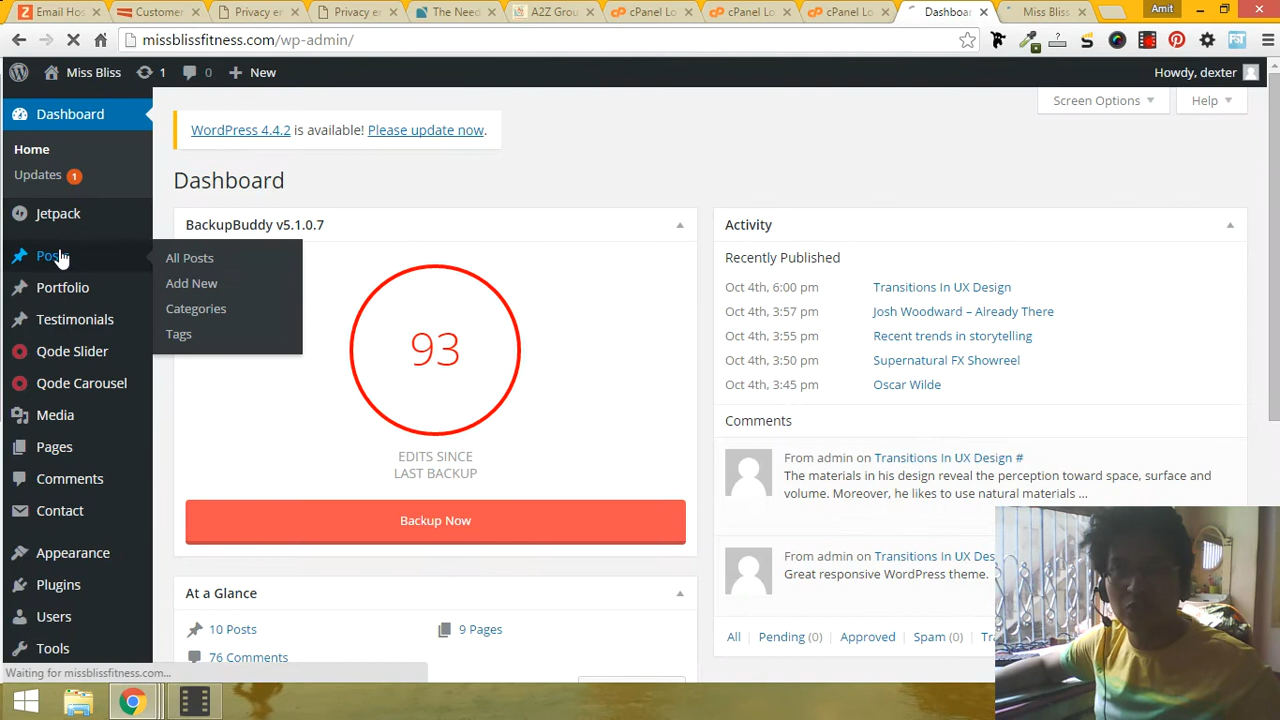 Email Hos
Customer
Privacy er
Privacy er
The Need
A2Z Grou
cPanel Lo
cPanel Lo
cPanel Lo
Dashboar
Miss Bliss
Amit
missblissfitness.com/wp-admin/
Miss Bliss
1
0
New
Howdy, dexter
Dashboard
Home
Updates 1
Jetpack
Posts
Portfolio
Testimonials
Qode Slider
Qode Carousel
Media
Pages
Comments
Contact
Appearance
Plugins
Users
Tools
All Posts
Add New
Categories
Tags
Screen Options
Help
WordPress 4.4.2 is available! Please update now.
Dashboard
BackupBuddy v5.1.0.7
93
EDITS SINCE
LAST BACKUP
Backup Now
At a Glance
10 Posts
9 Pages
76 Comments
Activity
Recently Published
Oct 4th, 6:00 pm Transitions In UX Design
Oct 4th, 3:57 pm Josh Woodward – Already There
Oct 4th, 3:55 pm Recent trends in storytelling
Oct 4th, 3:50 pm Supernatural FX Showreel
Oct 4th, 3:45 pm Oscar Wilde
Comments
From admin on Transitions In UX Design #
The materials in his design reveal the perception toward space, surface and
volume. Moreover, he likes to use natural materials ...
From admin on Transitions In UX Des
Great responsive WordPress theme.
All
Pending (0)
Approved
Spam (0)
Tra
Waiting for missblissfitness.com...